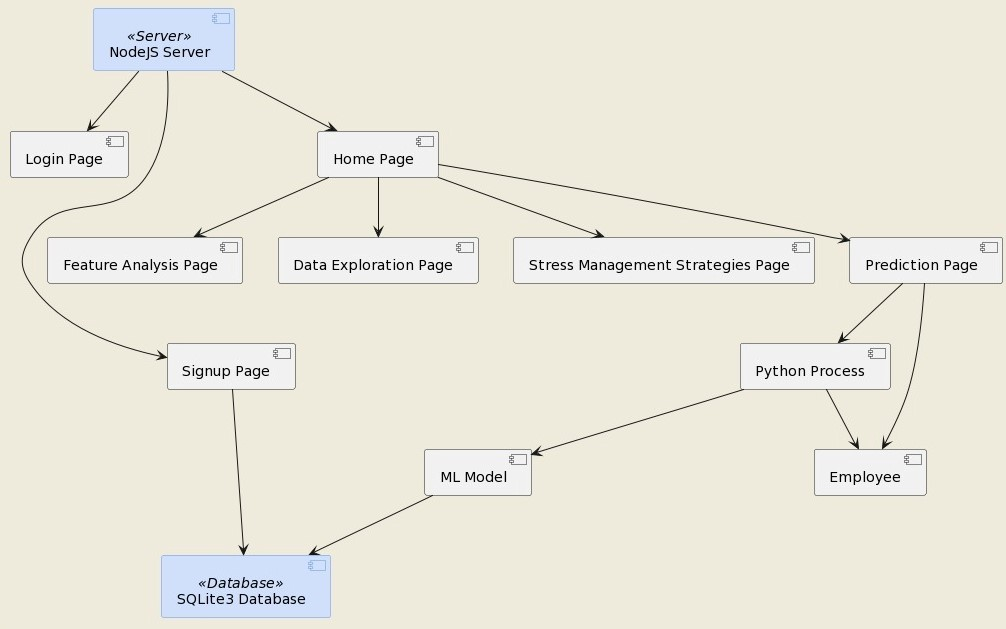 «Server»
NodeJS Server
Login Page
Home Page
Feature Analysis Page
Data Exploration Page
Stress Management Strategies Page
Prediction Page
Signup Page
Python Process
ML Model
Employee
«Database»
SQLite3 Database